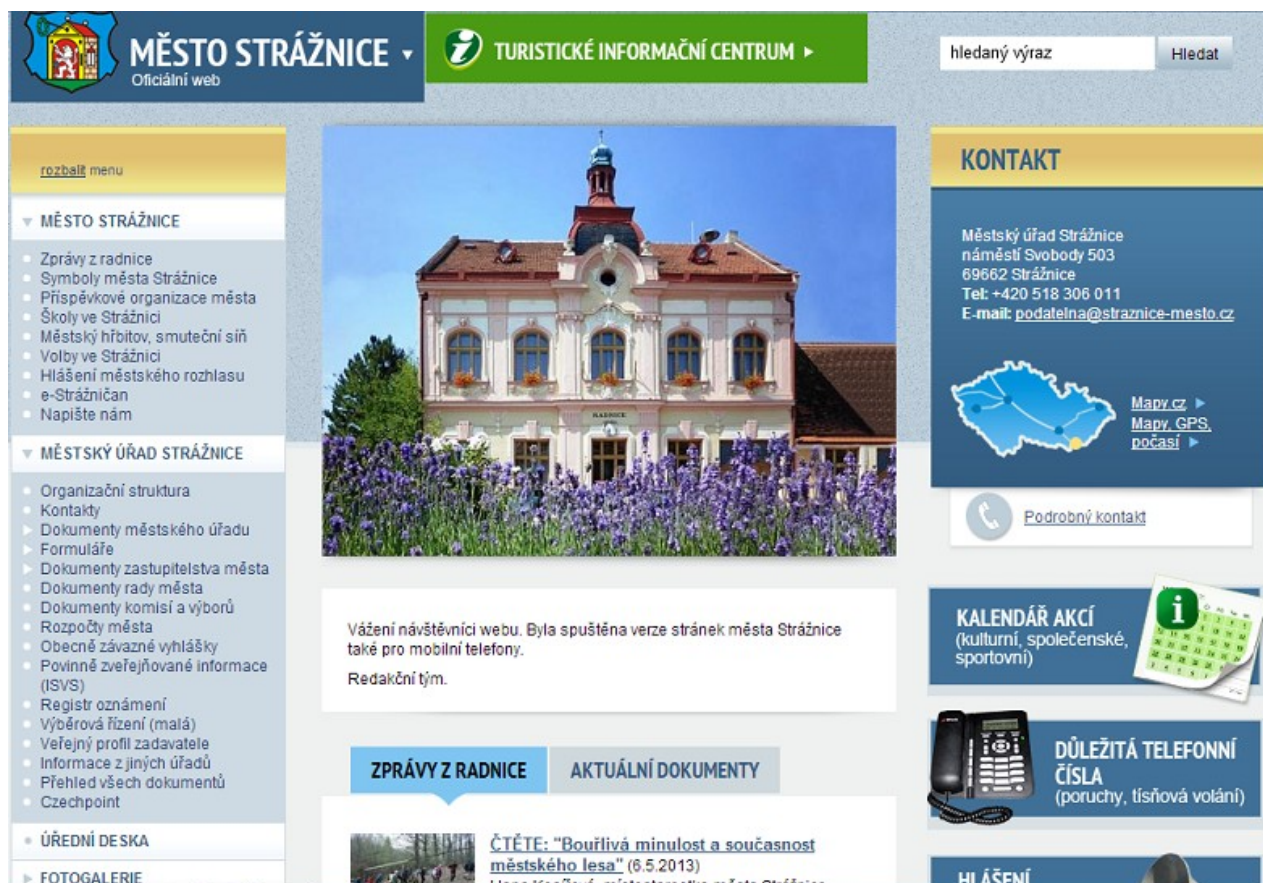 MĚSTO STRÁŽNICE
Oficiální web
TURISTICKÉ INFORMAČNÍ CENTRUM
hledaný výraz
Hledat
rozbalit menu
MĚSTO STRÁŽNICE
Zprávy z radnice
Symboly města Strážnice
Příspěvkové organizace města
Školy ve Strážnici
Městský hřbitov, smuteční síň
Volby ve Strážnici
Hlášení městského rozhlasu
e-Strážničan
Napište nám
MĚSTSKÝ ÚŘAD STRÁŽNICE
Organizační struktura
Kontakty
Dokumenty městského úřadu
Formuláře
Dokumenty zastupitelstva města
Dokumenty rady města
Dokumenty komisí a výborů
Rozpočty města
Obecně závazné vyhlášky
Povinně zveřejňované informace
(ISVS)
Registr oznámení
Výběrová řízení (malá)
Veřejný profil zadavatele
Informace z jiných úřadů
Přehled všech dokumentů
Czechpoint
ÚŘEDNÍ DESKA
FOTOGALERIE
RADNICE
Vážení návštěvníci webu. Byla spuštěna verze stránek města Strážnice
také pro mobilní telefony.
Redakční tým.
ZPRÁVY Z RADNICE
AKTUÁLNÍ DOKUMENTY
ČTĚTE: "Bouřlivá minulost a současnost
městského lesa" (6.5.2013)
místostarostka města Strážnice
KONTAKT
Městský úřad Strážnice
náměstí Svobody 503
69662 Strážnice
Tel: +420 518 306 011
E-mail: podatelna@straznice-mesto.cz
Mapy.cz
Mapy, GPS,
počasí
Podrobný kontakt
KALENDÁŘ AKCÍ
(kulturní, společenské,
sportovní)
DŮLEŽITÁ TELEFONNÍ
ČÍSLA
(poruchy, tísňová volání)
HLÁŠENÍ